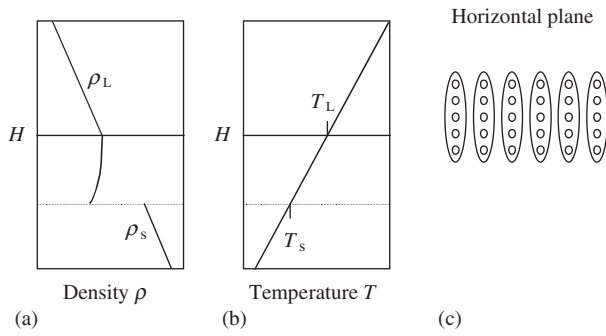 Horizontal plane
ρL
TL
H
H
ρs
Ts
Density ρ
Temperature T
(a)
(b)
(c)